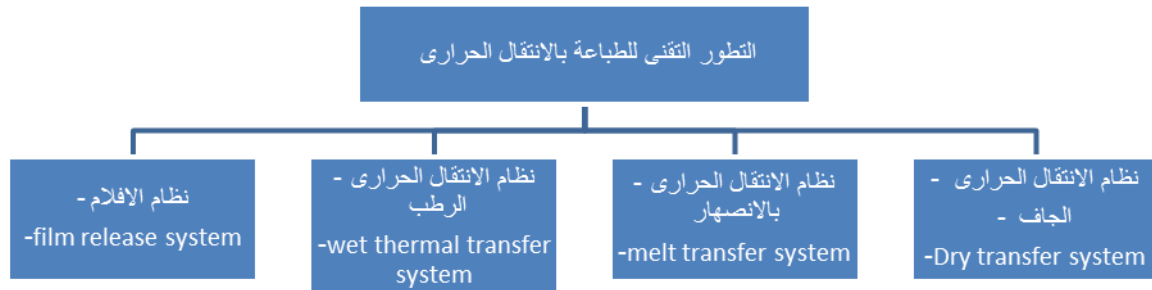 التطور التقنى للطباعة بالانتقال الحرارى
نظام الانتقال الحرارى -
الجاف -
-Dry transfer system
نظام الانتقال الحرارى -
بالانصهار
-melt transfer system
نظام الانتقال الحرارى -
الرطب
-wet thermal transfer
system
نظام الافلام -
-film release system